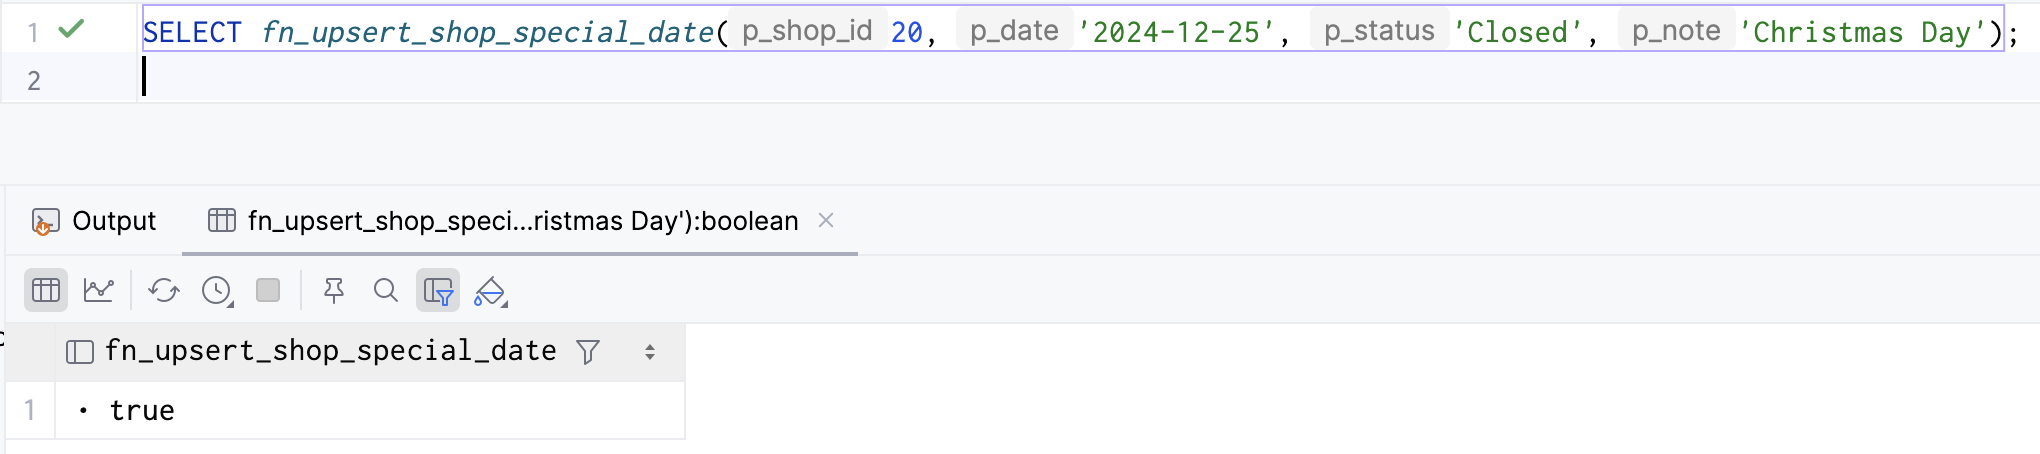 1 SELECT fn_upsert_shop_special_date( p_shop_id 20, p_date '2024-12-25', p_status 'Closed', p_note 'Christmas Day');
2
Output fn_upsert_shop_speci...ristmas Day'):boolean
fn_upsert_shop_special_date
1 · true